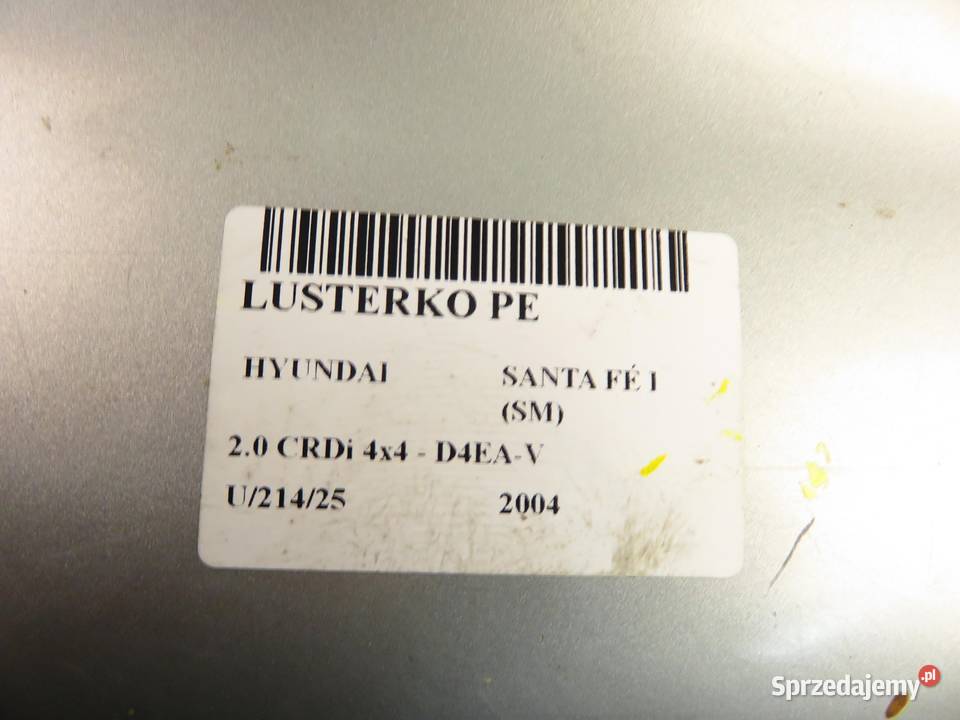 LUSTERKO PE
HYUNDAI SANTA FÉ I
(SM)
2.0 CRDi 4x4 - D4EA-V
U/214/25 2004
Sprzedajemy.pl